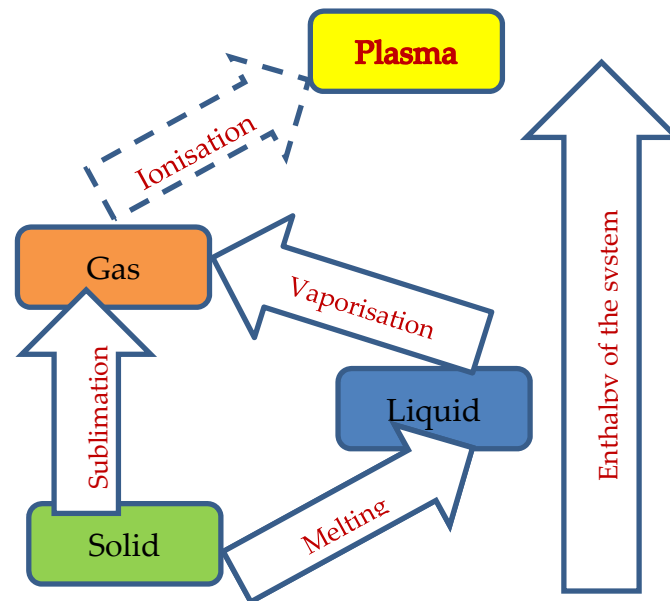 Plasma
Ionisation
Gas
Vaporisation
Liquid
Sublimation
Solid
Melting
Enthalpy of the system